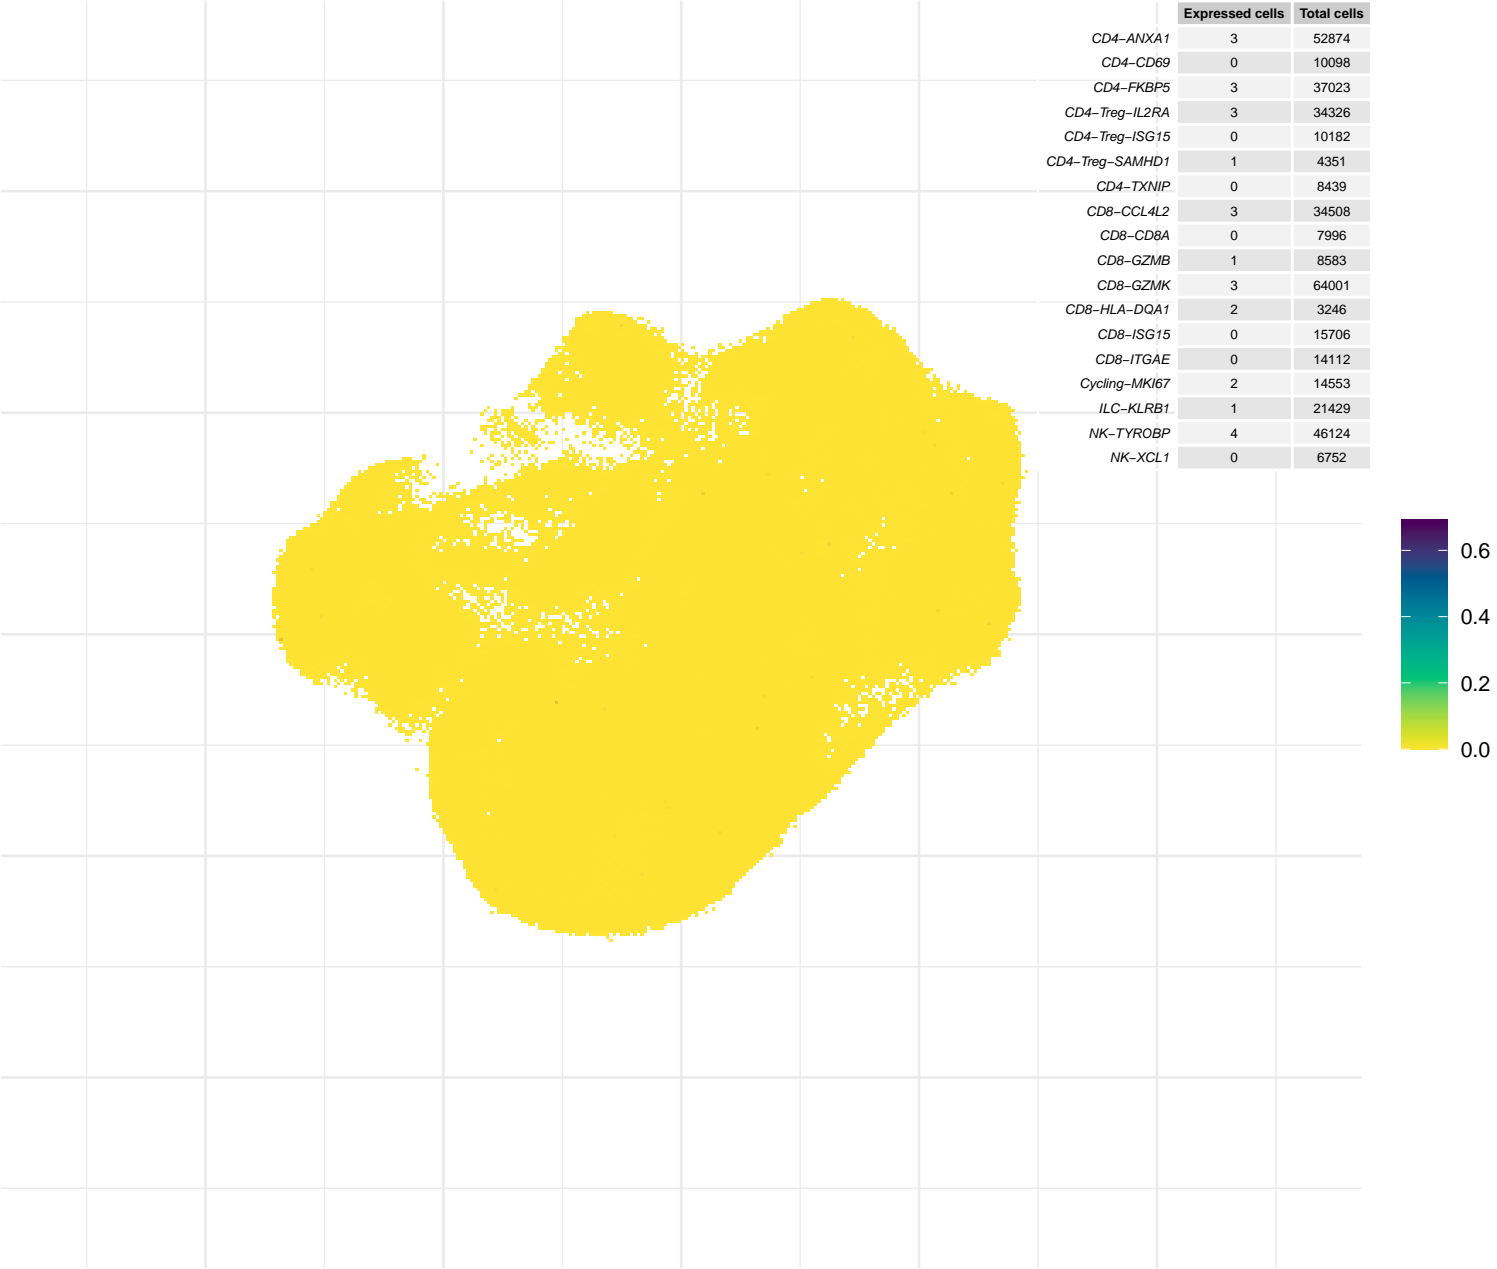 Expressed cells Total cells
CD4−ANXA1 3 52874
CD4−CD69 0 10098
CD4−FKBP5 3 37023
CD4−Treg−IL2RA 3 34326
CD4−Treg−ISG15 0 10182
CD4−Treg−SAMHD1 1 4351
CD4−TXNIP 0 8439
CD8−CCL4L2 3 34508
CD8−CD8A 0 7996
CD8−GZMB 1 8583
CD8−GZMK 3 64001
CD8−HLA−DQA1 2 3246
CD8−ISG15 0 15706
CD8−ITGAE 0 14112
Cycling−MKI67 2 14553
ILC−KLRB1 1 21429
NK−TYROBP 4 46124
NK−XCL1 0 6752
0.6
0.4
0.2
0.0